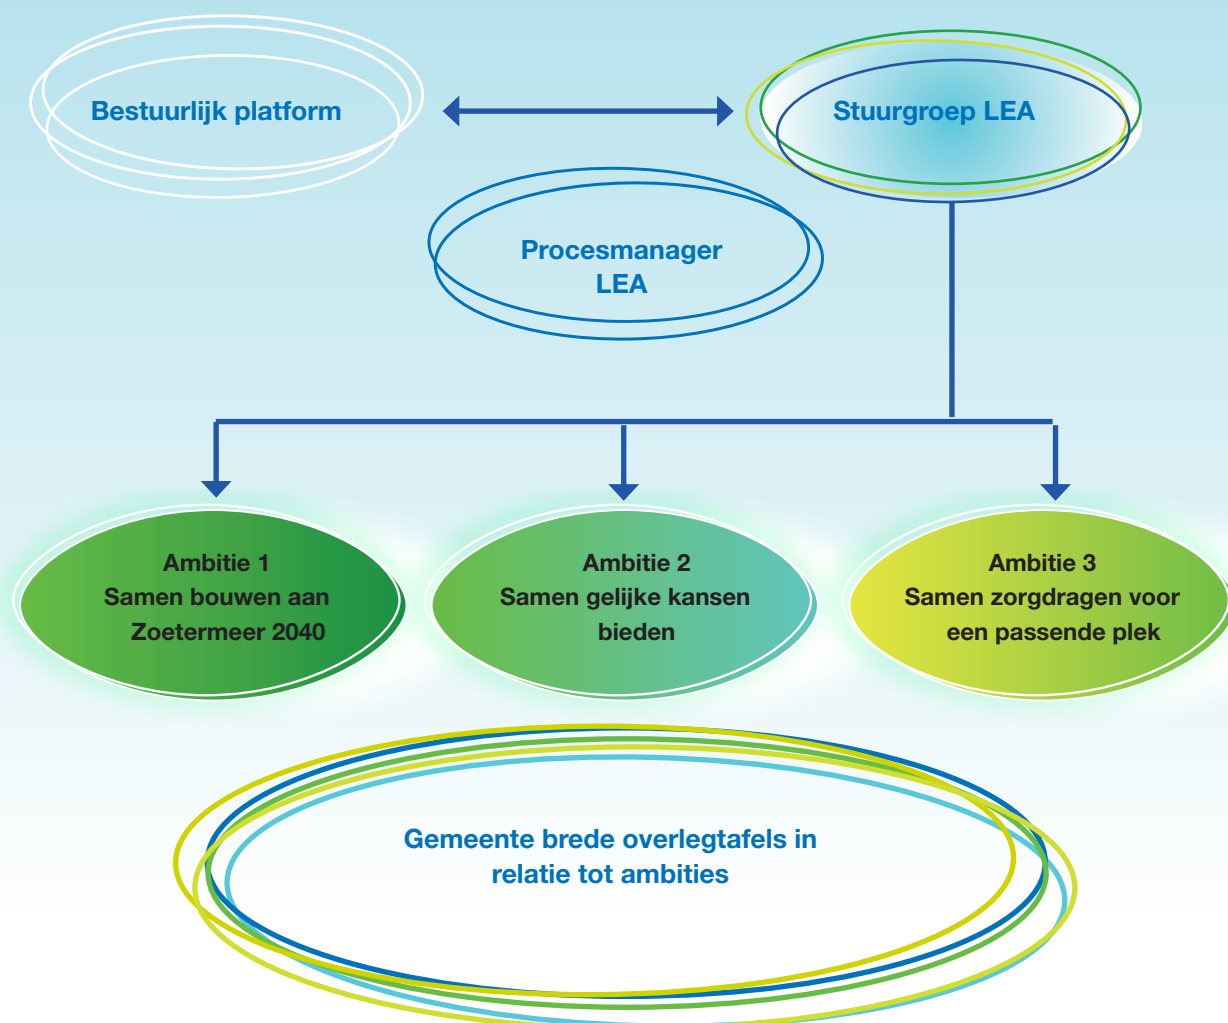 Bestuurlijk platform
Stuurgroep LEA
Procesmanager
LEA
Ambitie 1
Samen bouwen aan
Zoetermeer 2040
Ambitie 2
Samen gelijke kansen
bieden
Ambitie 3
Samen zorgdragen voor
een passende plek
Gemeente brede overlegtafels in
relatie tot ambities